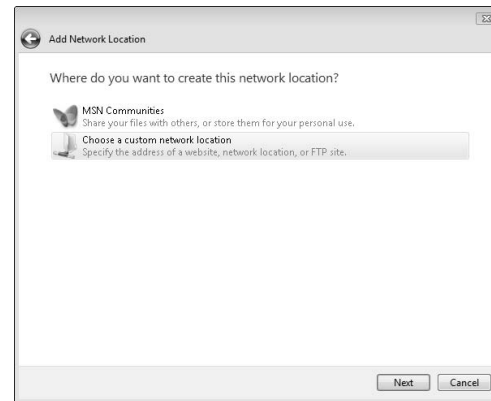 Add Network Location
Where do you want to create this network location?
MSN Communities
Share your files with others, or store them for your personal use.
Choose a custom network location
Specify the address of a website, network location, or FTP site.
Next Cancel